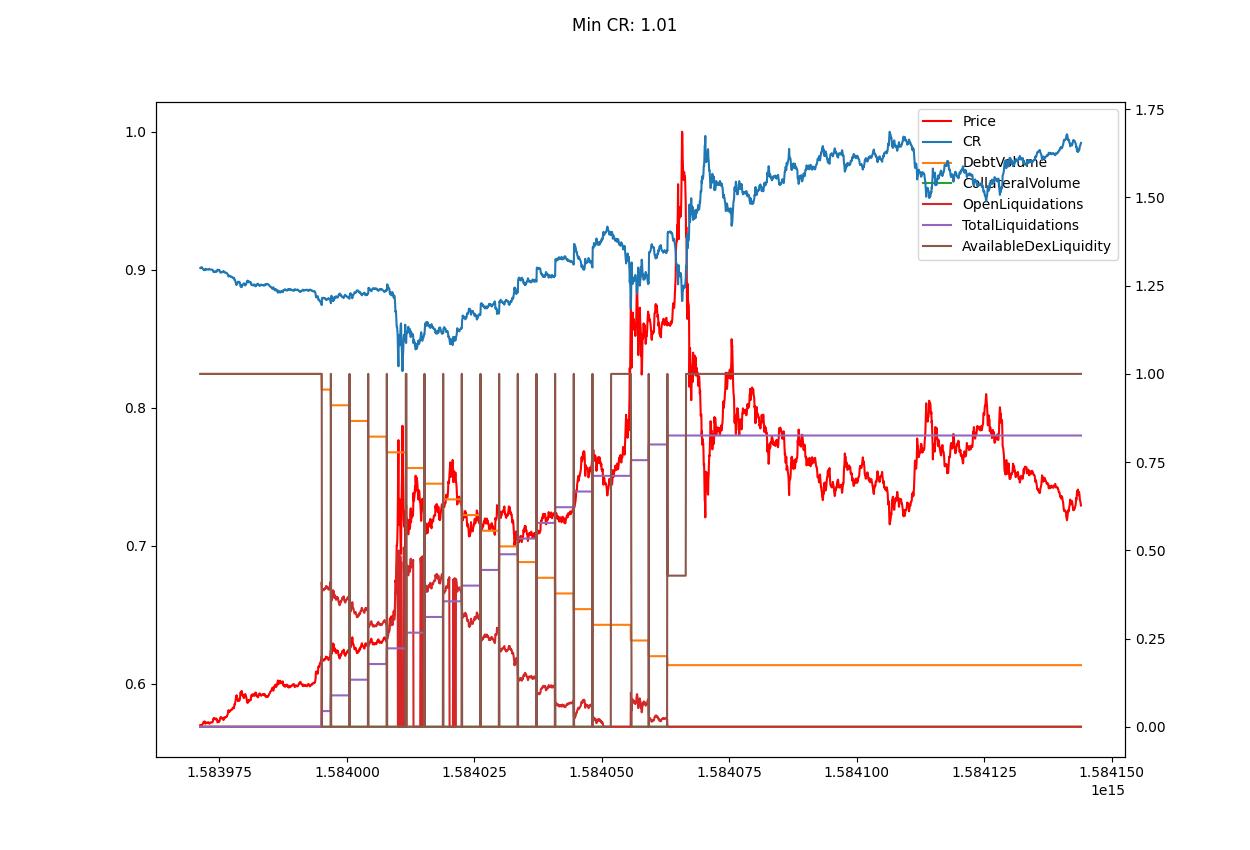 Min CR: 1.01
1.0
0.9
0.8
0.7
0.6
1.75
1.50
1.25
1.00
0.75
0.50
0.25
0.00
Price
CR
DebtVolume
CollateralVolume
OpenLiquidations
TotalLiquidations
AvailableDexLiquidity
1.583975 1.584000 1.584025 1.584050 1.584075 1.584100 1.584125 1.584150
1e15